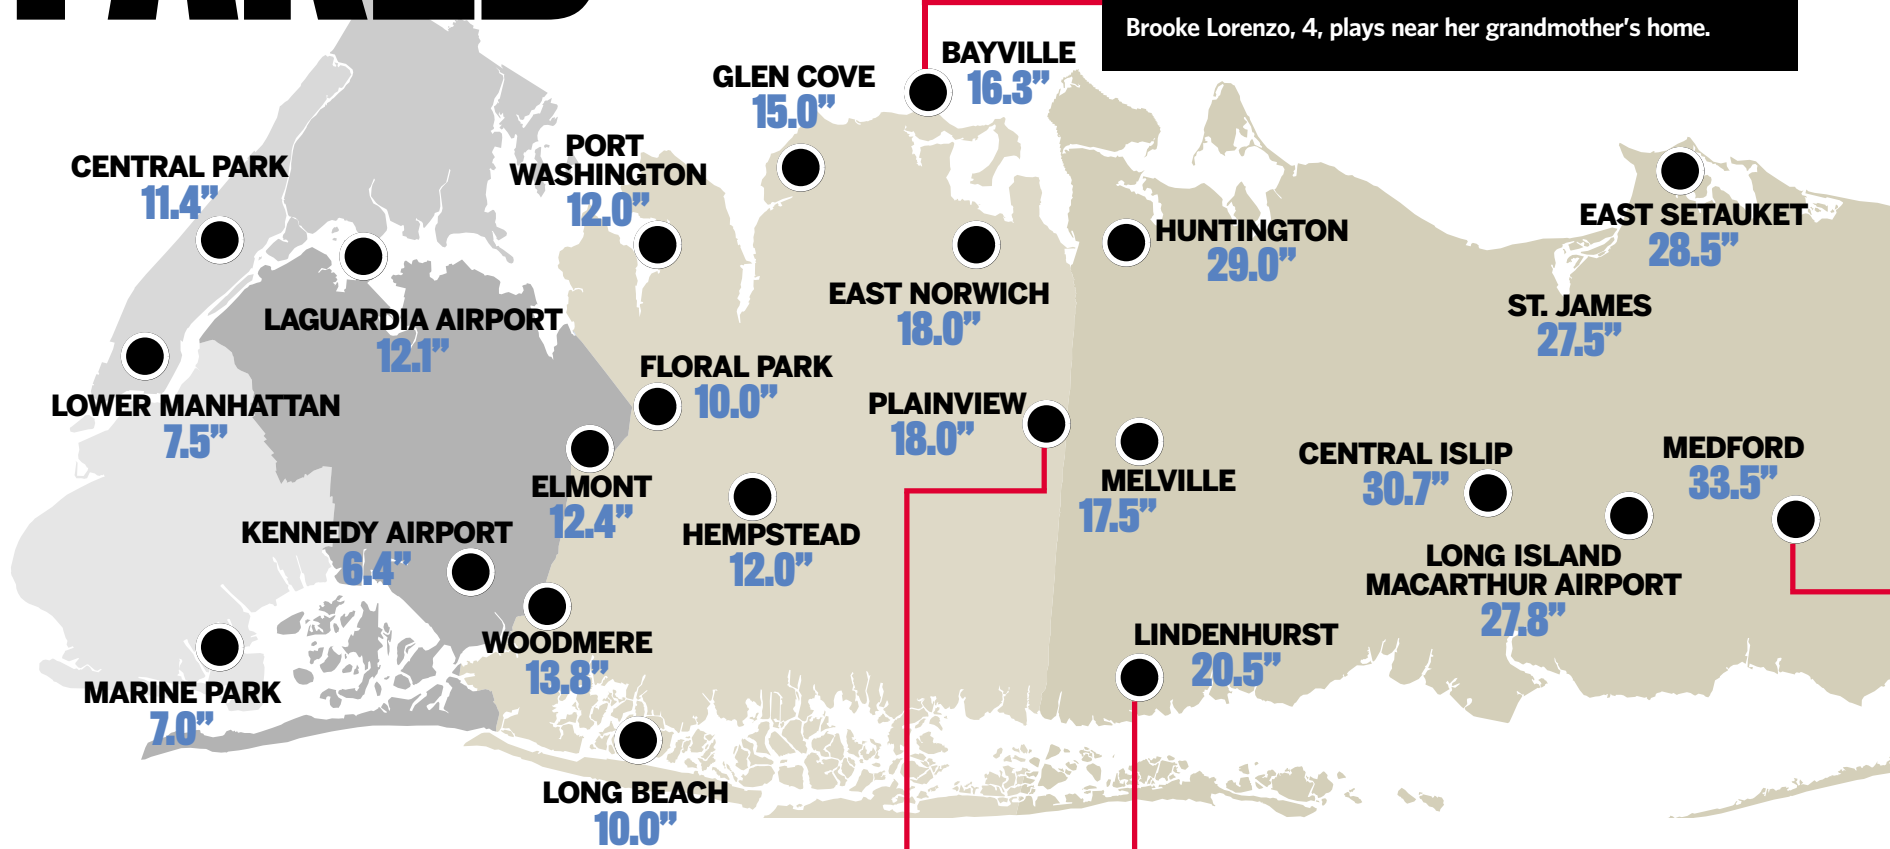 Brooke Lorenzo, 4, plays near her grandmother's home.
BAYVILLE
16.3”
GLEN COVE
15.0”
PORT
WASHINGTON
12.0”
CENTRAL PARK
11.4”
EAST SETAUKET
28.5”
HUNTINGTON
29.0”
EAST NORWICH
18.0”
ST. JAMES
27.5”
LAGUARDIA AIRPORT
12.1”
FLORAL PARK
10.0”
LOWER MANHATTAN
7.5”
PLAINVIEW
18.0”
MELVILLE
17.5”
CENTRAL ISLIP
30.7”
MEDFORD
33.5”
ELMONT
12.4”
HEMPSTEAD
12.0”
KENNEDY AIRPORT
6.4”
LONG ISLAND
MACARTHUR AIRPORT
27.8”
WOODMERE
13.8”
LINDENHURST
20.5”
MARINE PARK
7.0”
LONG BEACH
10.0”